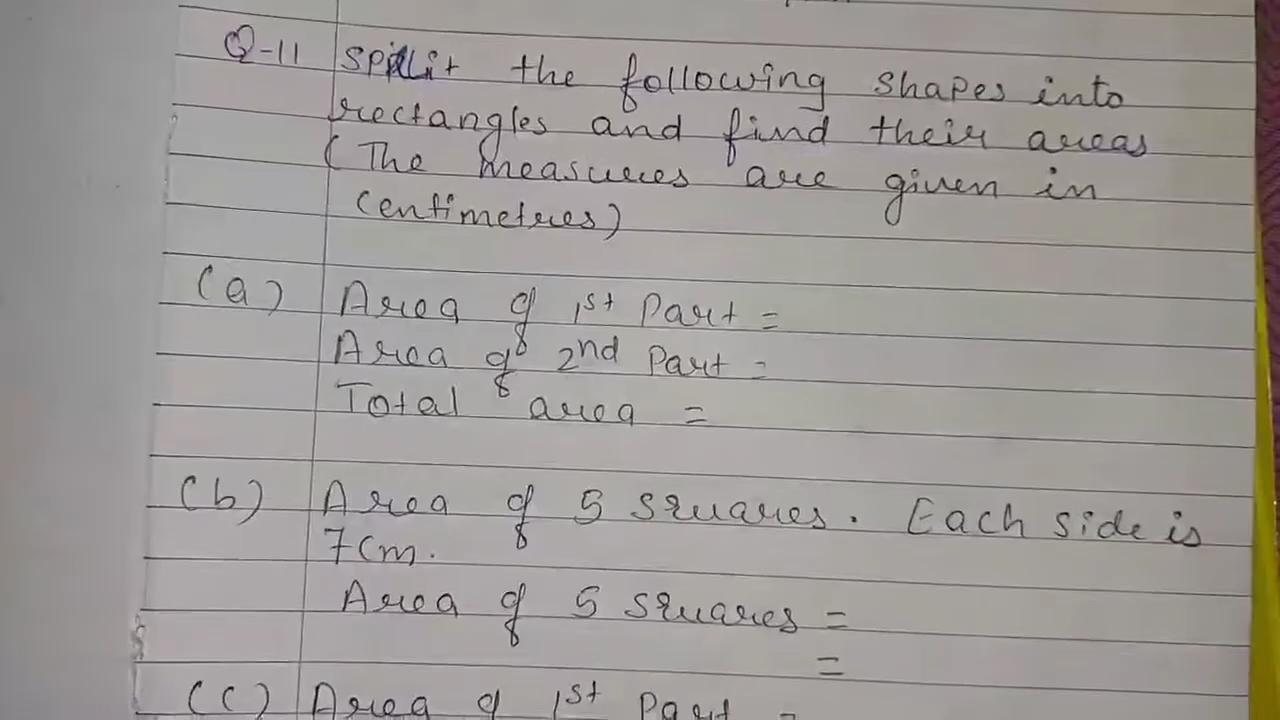 Q-11 Split the following shapes into
rectangles and find their areas
(The measures are given in
Centimetres)
(a) Area of 1st Part =
Area of 2nd Part =
Total area =
(b) Area of 5 squares. Each side is
7cm.
Area of 5 squares =
=
(c) Area of 1st Part =